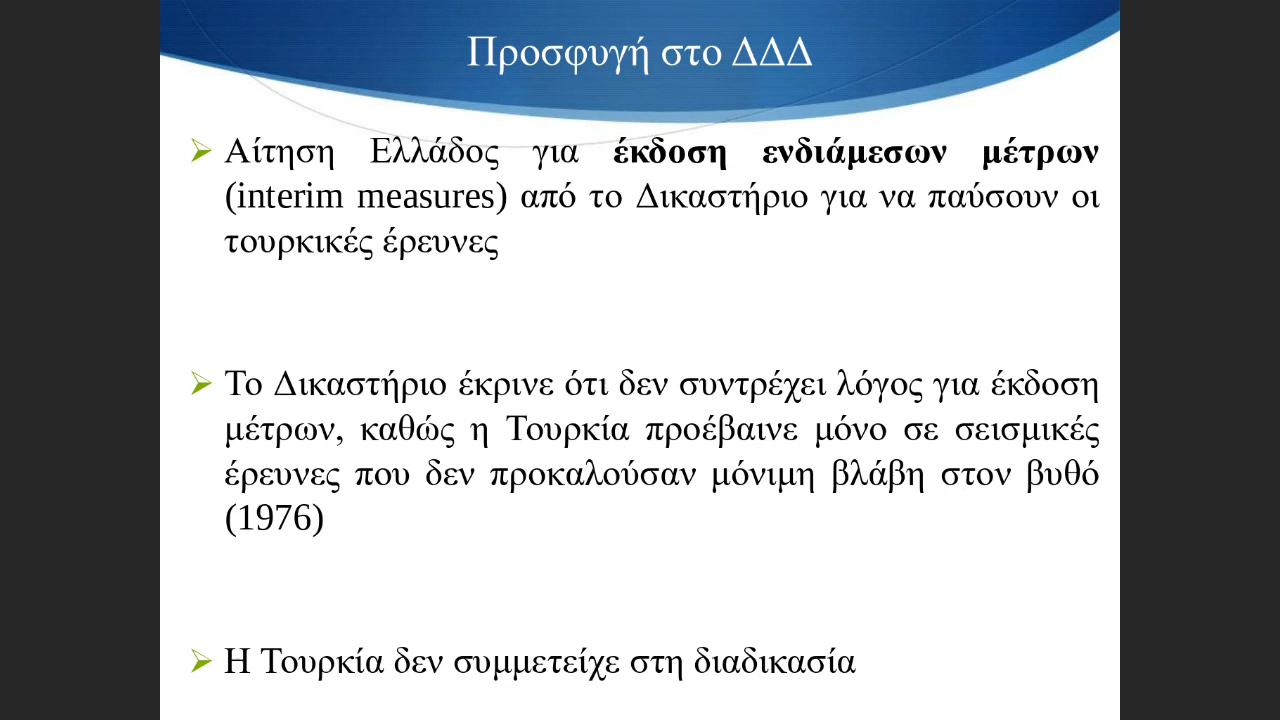 Προσφυγή στο ΔΔΔ
Αίτηση Ελλάδος για έκδοση ενδιάμεσων μέτρων
(interim measures) από το Δικαστήριο για να παύσουν οι
τουρκικές έρευνες
Το Δικαστήριο έκρινε ότι δεν συντρέχει λόγος για έκδοση
μέτρων, καθώς η Τουρκία προέβαινε μόνο σε σεισμικές
έρευνες που δεν προκαλούσαν μόνιμη βλάβη στον βυθό
(1976)
Η Τουρκία δεν συμμετείχε στη διαδικασία